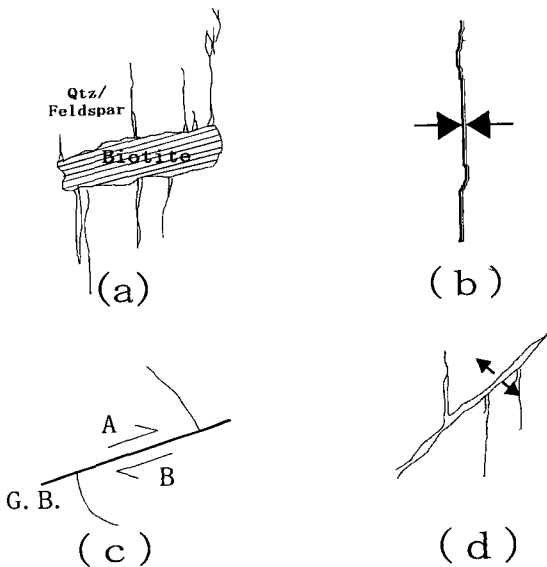 Qtz/
Feldspar
Biotite
(a)
(b)
A
B
G. B.
(c)
(d)